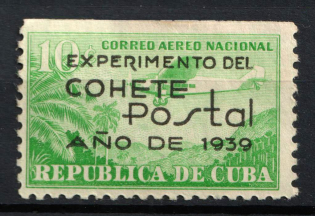 10¢ CORREO AEREO NACIONAL
EXPERIMENTO DEL
COHETE
Postal
AÑO DE 1939
REPUBLICA DE CUBA